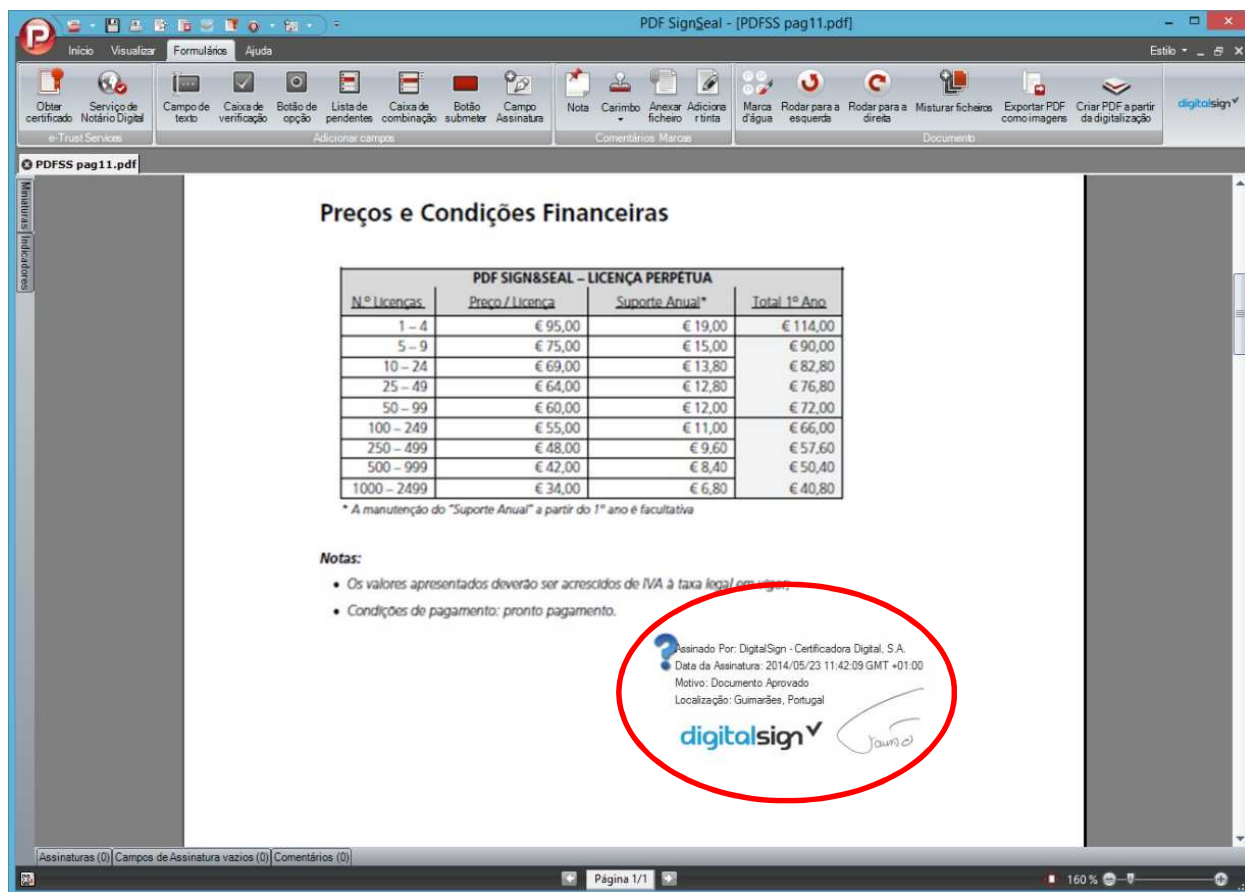 PDF SignSeal - [PDFSS pag11.pdf]
Início Visualizar Formulários Ajuda Estilo
Obter certificado
Serviço de Notário Digital
Campo de texto
Caixa de verificação
Botão de opção
Lista de pendentes
Caixa de combinação
Botão submeter
Campo Assinatura
Nota
Carimbo
Anexar ficheiro
Adiciona r tinta
Marca d'água
Rodar para a esquerda
Rodar para a direita
Misturar ficheiros
Exportar PDF como imagens
Criar PDF a partir da digitalização
digitalsign
e-Trust Services Adicionar campos Comentários Marcas Documento
PDFSS pag11.pdf
Miniaturas
Indicadores
Preços e Condições Financeiras
PDF SIGN&SEAL – LICENÇA PERPÉTUA
N.º Licenças Preço / Licença Suporte Anual* Total 1º Ano
1 – 4 € 95,00 € 19,00 € 114,00
5 – 9 € 75,00 € 15,00 € 90,00
10 – 24 € 69,00 € 13,80 € 82,80
25 – 49 € 64,00 € 12,80 € 76,80
50 – 99 € 60,00 € 12,00 € 72,00
100 – 249 € 55,00 € 11,00 € 66,00
250 – 499 € 48,00 € 9,60 € 57,60
500 – 999 € 42,00 € 8,40 € 50,40
1000 – 2499 € 34,00 € 6,80 € 40,80
* A manutenção do "Suporte Anual" a partir do 1º ano é facultativa
Notas:
• Os valores apresentados deverão ser acrescidos de IVA à taxa legal em vigor;
• Condições de pagamento: pronto pagamento.
Assinado Por: DigitalSign - Certificadora Digital, S.A.
Data da Assinatura: 2014/05/23 11:42:09 GMT +01:00
Motivo: Documento Aprovado
Localização: Guimarães, Portugal
digitalsign
Assinaturas (0) Campos de Assinatura vazios (0) Comentários (0)
Página 1/1
160 %